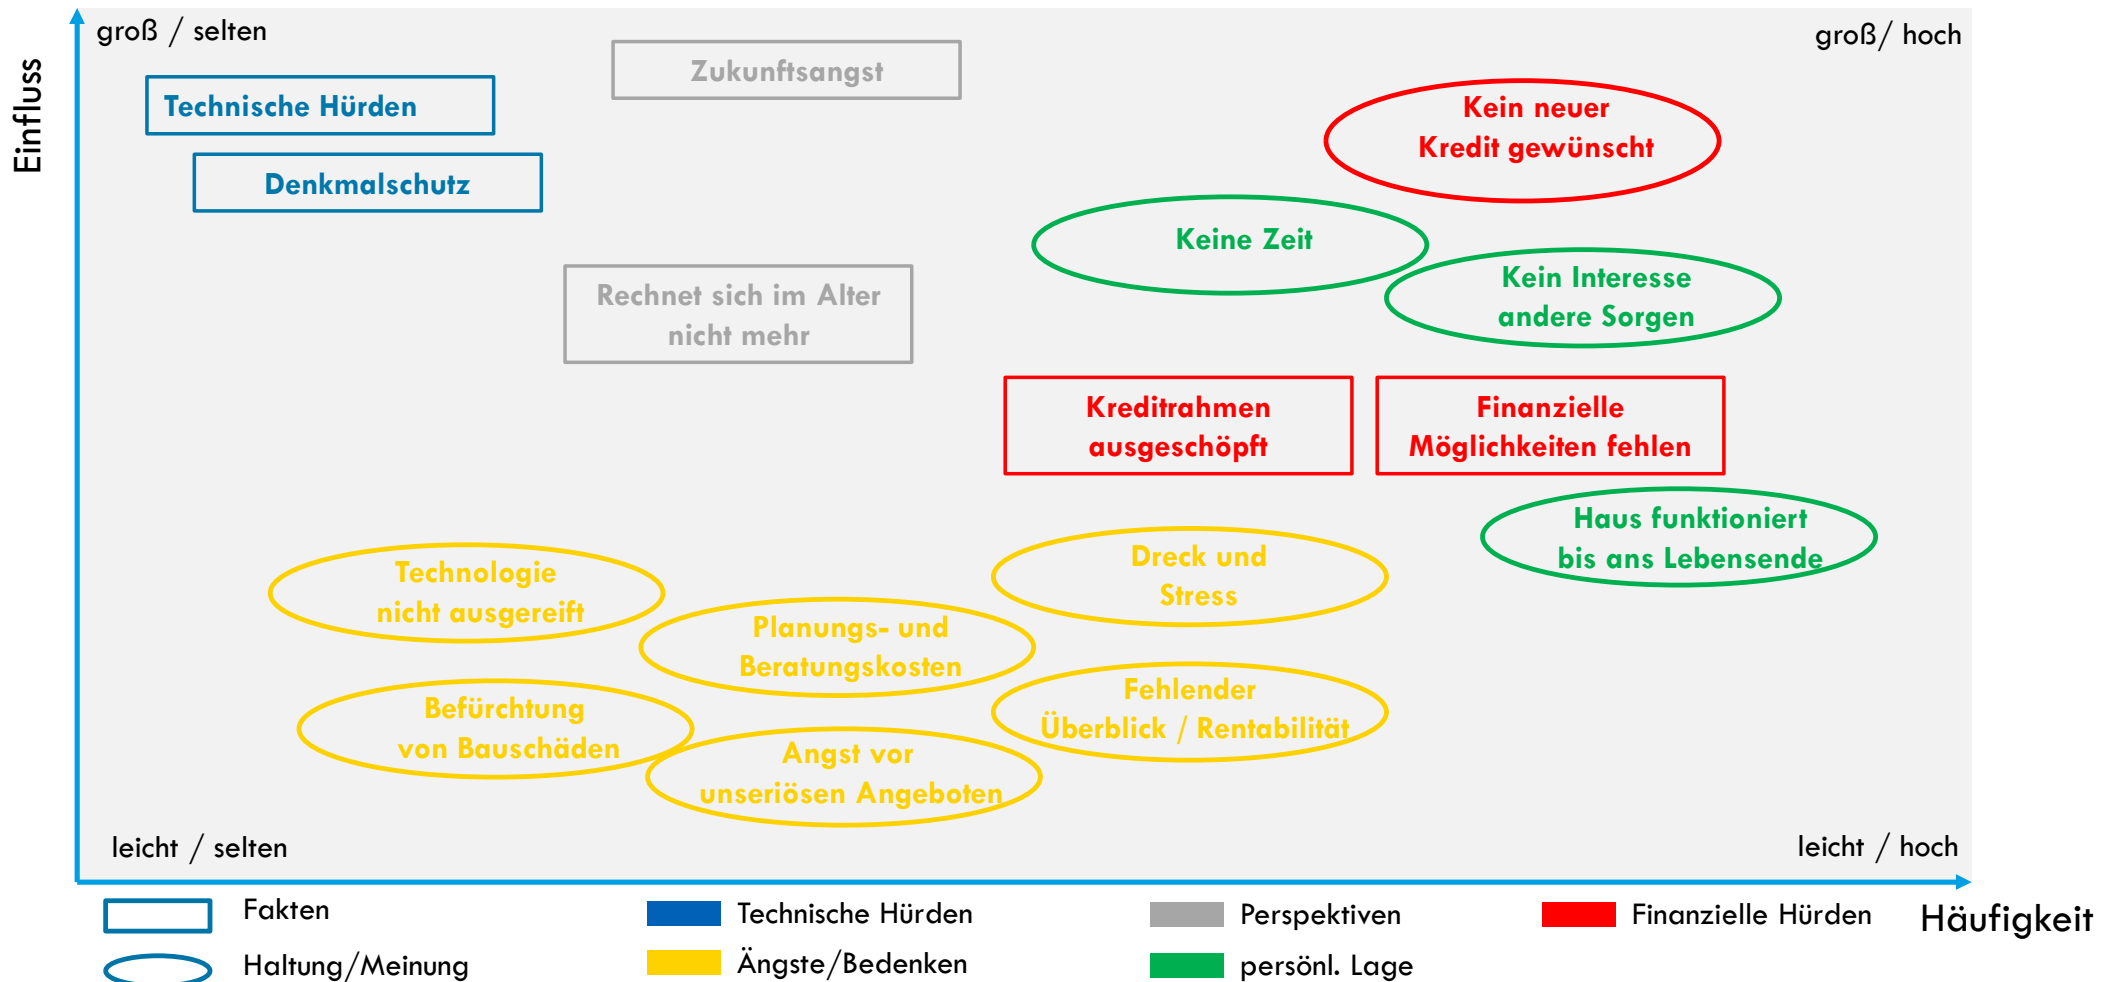 groß / selten
groß/ hoch
Einfluss
Zukunftsangst
Technische Hürden
Kein neuer
Kredit gewünscht
Denkmalschutz
Keine Zeit
Kein Interesse
andere Sorgen
Rechnet sich im Alter
nicht mehr
Kreditrahmen
ausgeschöpft
Finanzielle
Möglichkeiten fehlen
Haus funktioniert
bis ans Lebensende
Dreck und
Stress
Technologie
nicht ausgereift
Planungs- und
Beratungskosten
Fehlender
Überblick / Rentabilität
Befürchtung
von Bauschäden
Angst vor
unseriösen Angeboten
leicht / selten
leicht / hoch
Fakten
Technische Hürden
Perspektiven
Finanzielle Hürden
Häufigkeit
Haltung/Meinung
Ängste/Bedenken
persönl. Lage